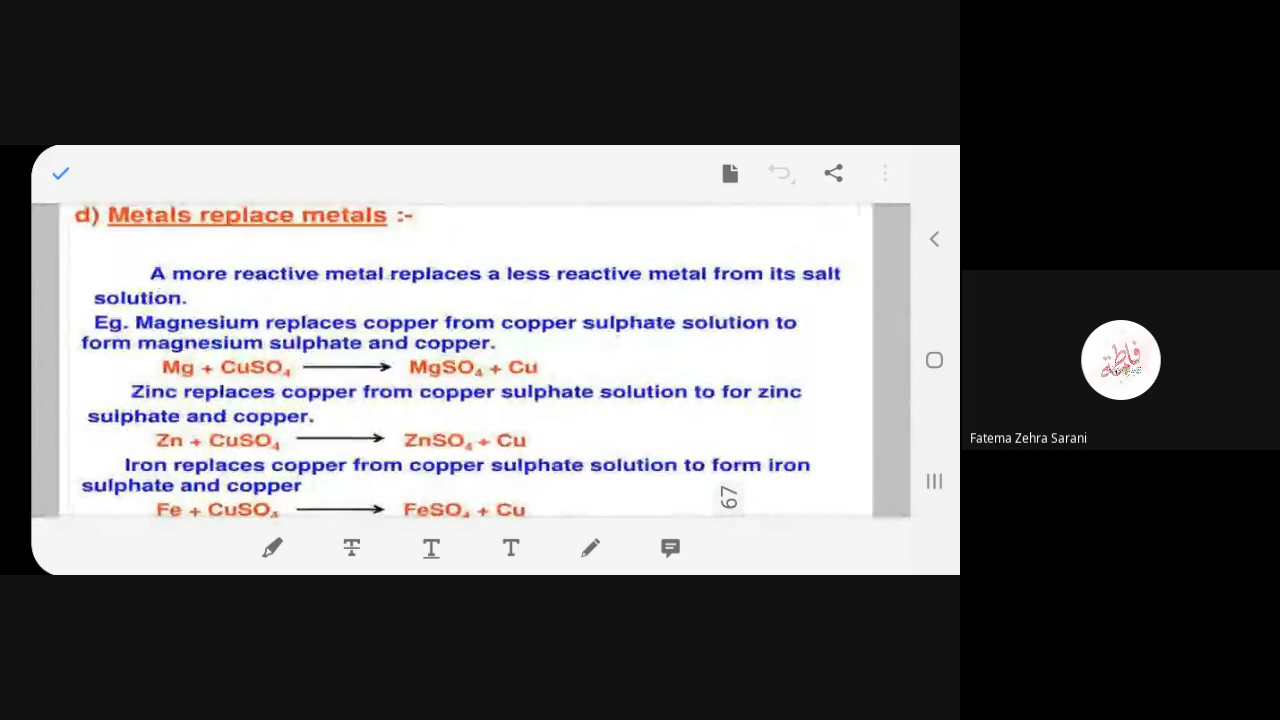 d) Metals replace metals :-
A more reactive metal replaces a less reactive metal from its salt
solution.
Eg. Magnesium replaces copper from copper sulphate solution to
form magnesium sulphate and copper.
Mg + CuSO₄ ⟶ MgSO₄ + Cu
Zinc replaces copper from copper sulphate solution to for zinc
sulphate and copper.
Zn + CuSO₄ ⟶ ZnSO₄ + Cu
Iron replaces copper from copper sulphate solution to form iron
sulphate and copper
Fe + CuSO₄ ⟶ FeSO₄ + Cu
67
T T T
فاطمة
Fatema Zehra Sarani